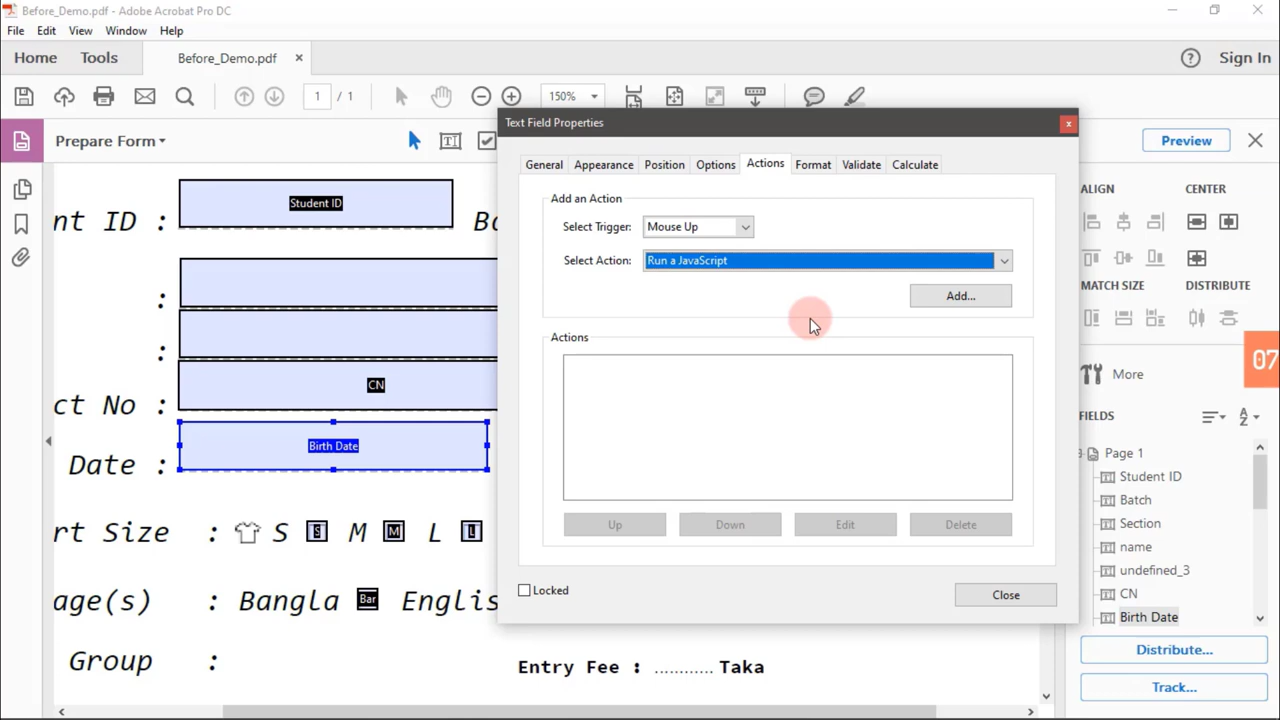 Before_Demo.pdf - Adobe Acrobat Pro DC
File Edit View Window Help
Home Tools Before_Demo.pdf × Sign In
1 / 1 150%
Prepare Form Preview
Text Field Properties
General Appearance Position Options Actions Format Validate Calculate
Add an Action
Select Trigger: Mouse Up
Select Action: Run a JavaScript
Add...
Actions
Up Down Edit Delete
Locked
Close
nt ID : Student ID
:
:
ct No : CN
Date : Birth Date
rt Size : S S M M L L
age(s) : Bangla Bar Englis
Group :
Entry Fee : ........... Taka
ALIGN CENTER
MATCH SIZE DISTRIBUTE
07
More
FIELDS
Page 1
Student ID
Batch
Section
name
undefined_3
CN
Birth Date
Distribute...
Track...